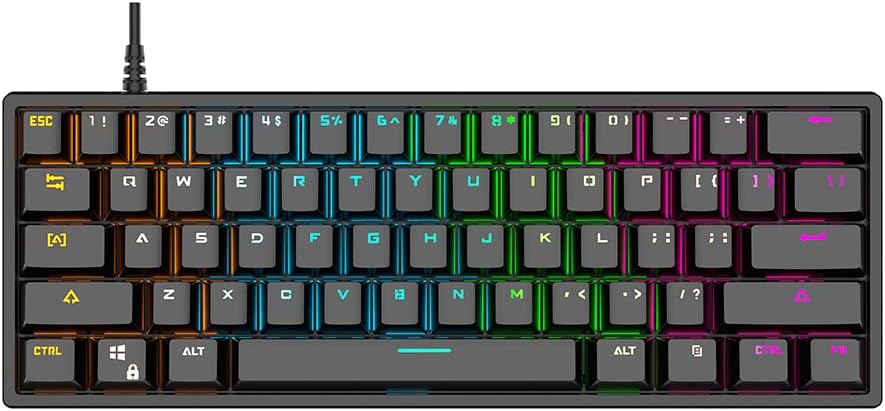 ESC 1! 2@ 3# 4$ 5% 6^ 7& 8* 9( 0) -- =+
Q W E R T Y U I O P [{ ]} \|
A S D F G H J K L ;: ;:
Z X C V B N M ,< .> /?
CTRL ALT ALT CTRL FN